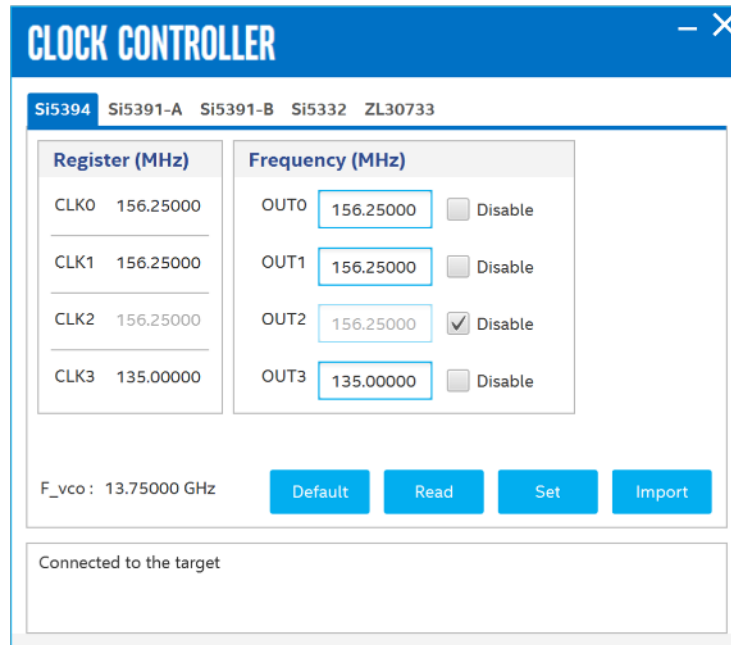 CLOCK CONTROLLER
Si5394 Si5391-A Si5391-B Si5332 ZL30733
Register (MHz) Frequency (MHz)
CLK0 156.25000 OUT0 156.25000 Disable
CLK1 156.25000 OUT1 156.25000 Disable
CLK2 156.25000 OUT2 156.25000 Disable
CLK3 135.00000 OUT3 135.00000 Disable
F_vco : 13.75000 GHz Default Read Set Import
Connected to the target